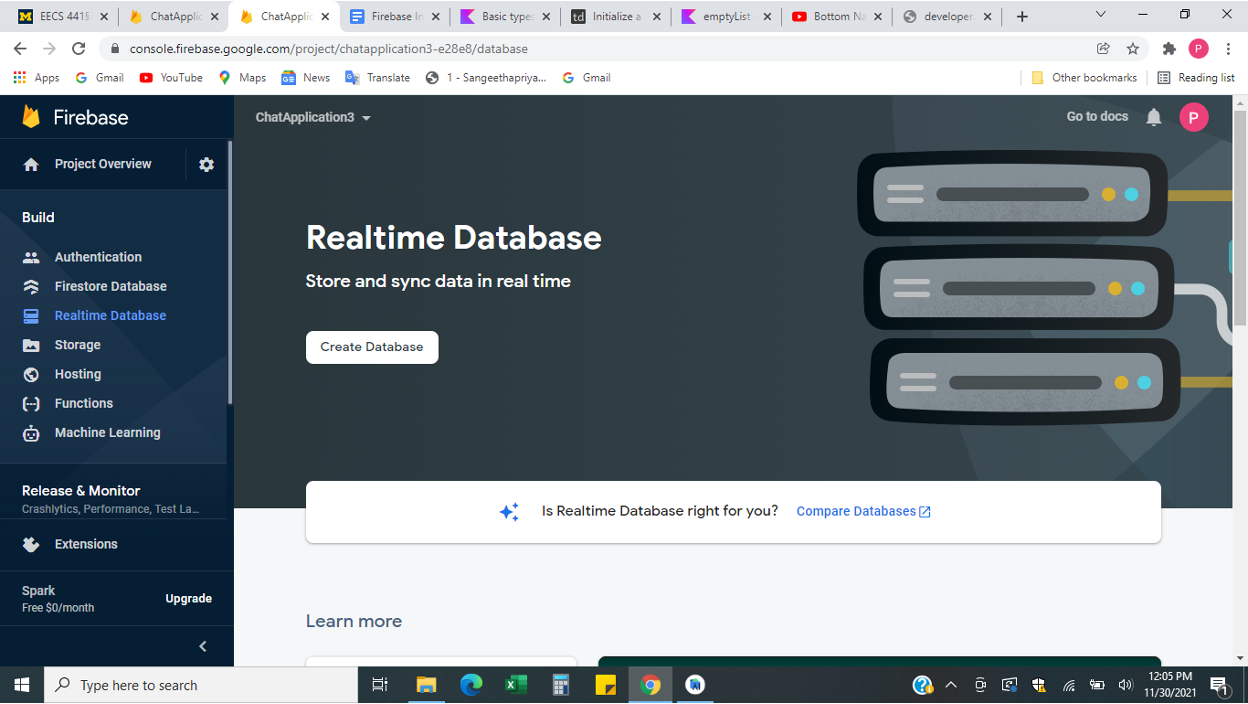 EECS 441
ChatApplic
ChatApplic
Firebase In
Basic types
td Initialize a
emptyList
Bottom Na
developer.
console.firebase.google.com/project/chatapplication3-e28e8/database
P
Apps
Gmail
YouTube
Maps
News
Translate
1 - Sangeethapriya...
Gmail
Other bookmarks
Reading list
Firebase
ChatApplication3
Go to docs
P
Project Overview
Build
Authentication
Firestore Database
Realtime Database
Storage
Hosting
Functions
Machine Learning
Release & Monitor
Crashlytics, Performance, Test La...
Extensions
Spark
Free $0/month
Upgrade
Realtime Database
Store and sync data in real time
Create Database
Is Realtime Database right for you? Compare Databases
Learn more
Type here to search
12:05 PM
11/30/2021
1